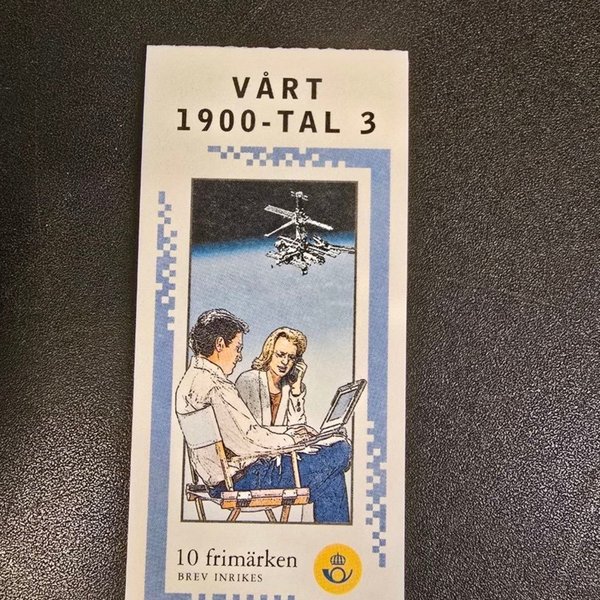 VÅRT
1900-TAL 3
10 frimärken
BREV INRIKES